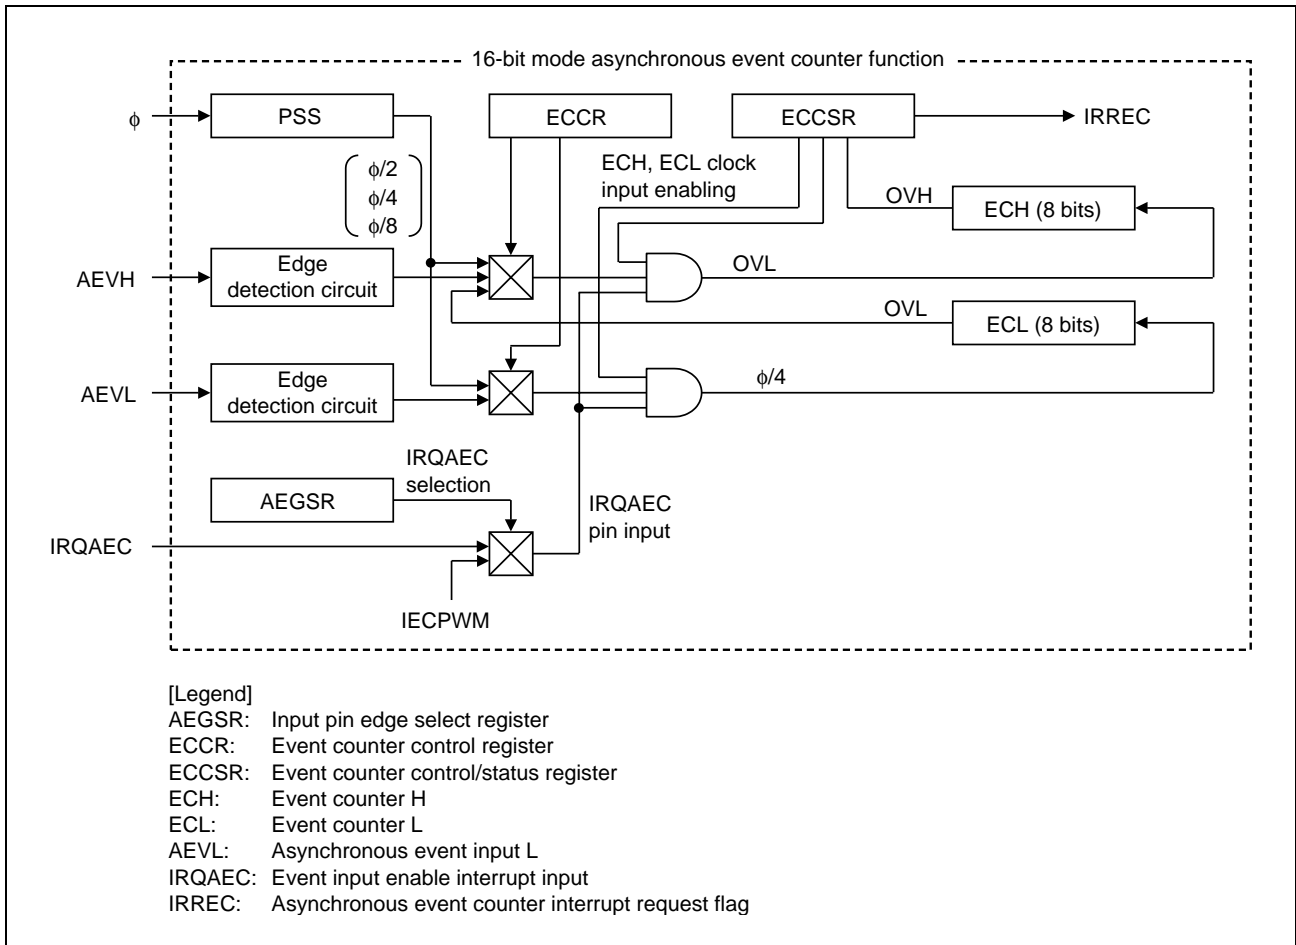 16-bit mode asynchronous event counter function
ϕ
PSS
ECCR
ECCSR
IRREC
ϕ/2
ϕ/4
ϕ/8
ECH, ECL clock
input enabling
OVH
ECH (8 bits)
AEVH
Edge
detection circuit
OVL
OVL
ECL (8 bits)
AEVL
Edge
detection circuit
ϕ/4
IRQAEC
selection
AEGSR
IRQAEC
pin input
IRQAEC
IECPWM
[Legend]
AEGSR: Input pin edge select register
ECCR: Event counter control register
ECCSR: Event counter control/status register
ECH: Event counter H
ECL: Event counter L
AEVL: Asynchronous event input L
IRQAEC: Event input enable interrupt input
IRREC: Asynchronous event counter interrupt request flag